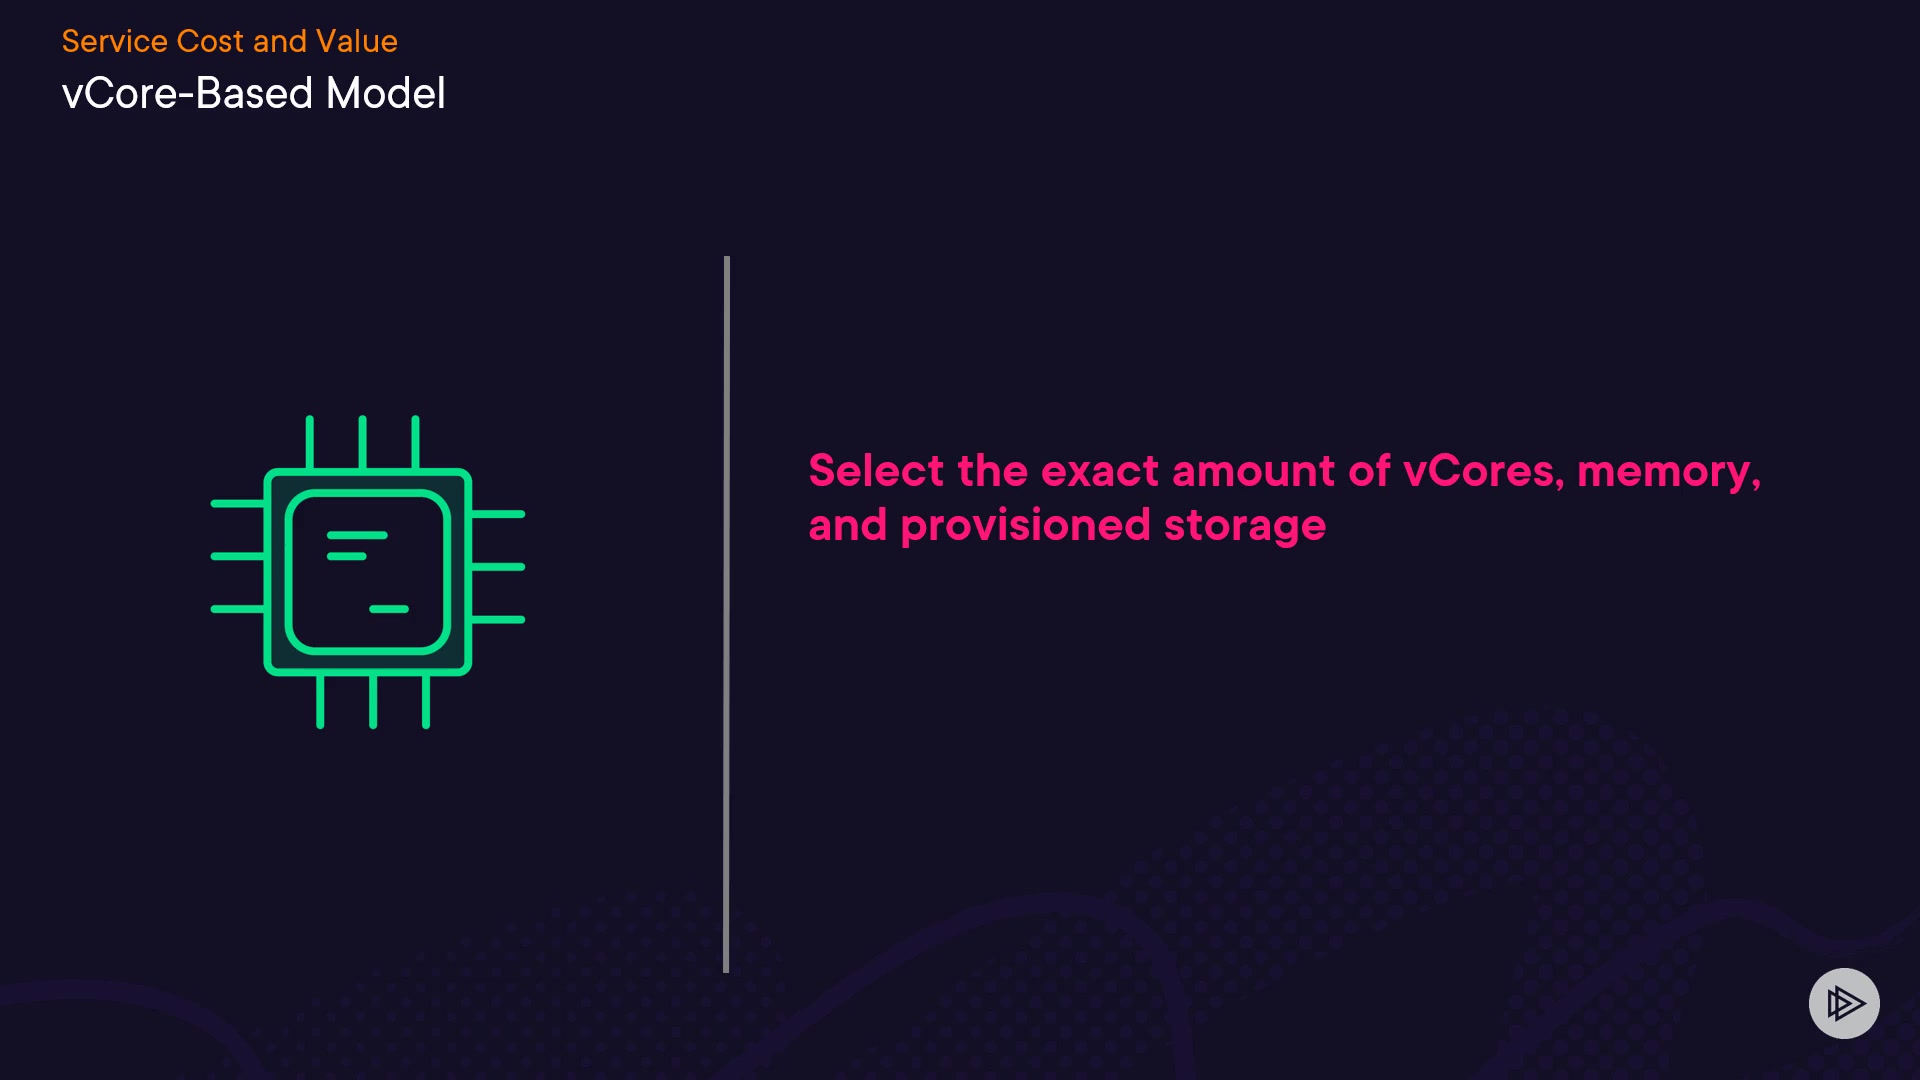 Service Cost and Value
vCore-Based Model
Select the exact amount of vCores, memory,
and provisioned storage